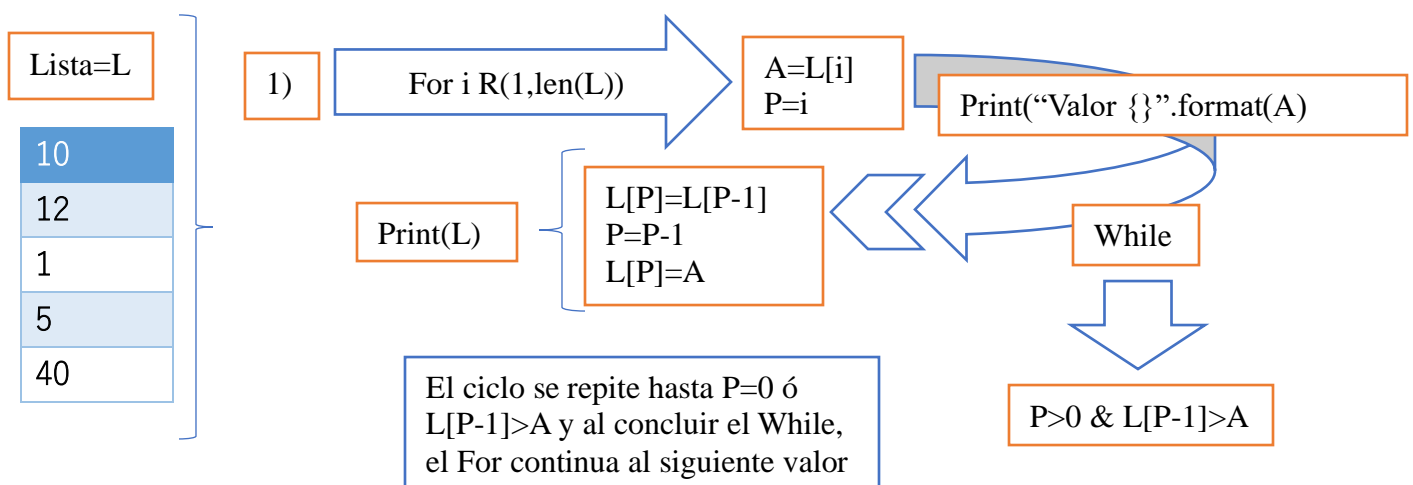 Lista=L
10
12
1
5
40
1)
For i R(1,len(L))
A=L[i]
P=i
Print(“Valor {}”.format(A)
While
P>0 & L[P-1]>A
L[P]=L[P-1]
P=P-1
L[P]=A
Print(L)
El ciclo se repite hasta P=0 ó
L[P-1]>A y al concluir el While,
el For continua al siguiente valor